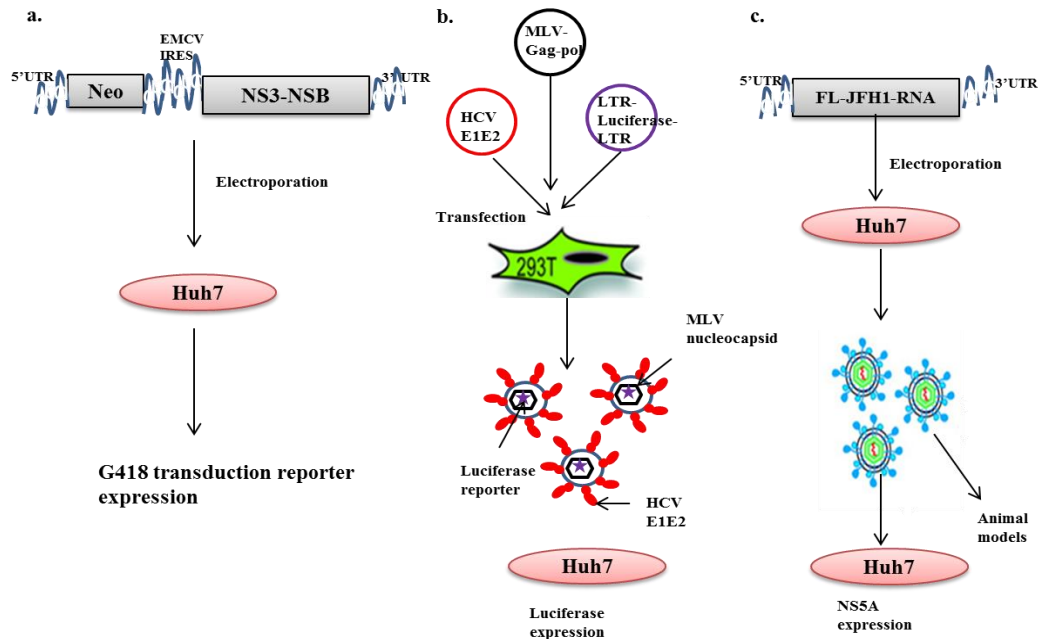 a.
EMCV
IRES
5'UTR
Neo
NS3-NSB
3'UTR
Electroporation
Huh7
G418 transduction reporter
expression
b.
MLV-
Gag-pol
HCV
E1E2
LTR-
Luciferase-
LTR
Transfection
293T
MLV
nucleocapsid
Luciferase
reporter
HCV
E1E2
Huh7
Luciferase
expression
c.
5'UTR
FL-JFH1-RNA
3'UTR
Electroporation
Huh7
Animal
models
Huh7
NS5A
expression